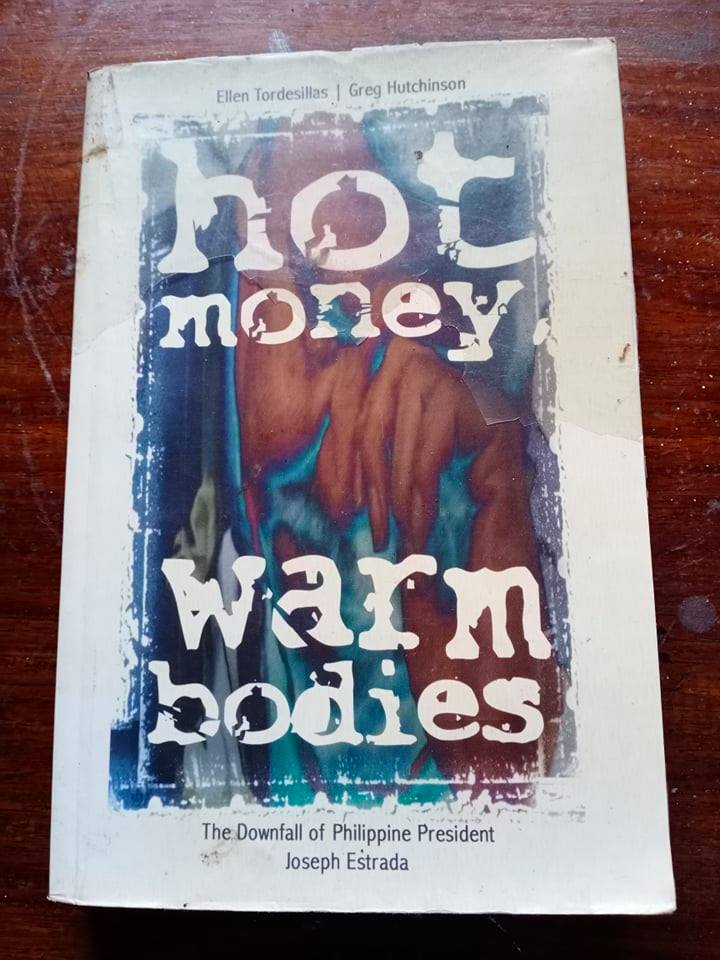 Ellen Tordesillas | Greg Hutchinson
hot
money,
warm
bodies
The Downfall of Philippine President
Joseph Estrada